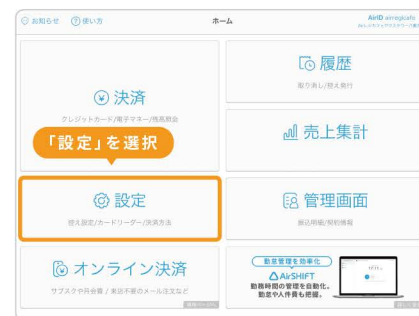 お知らせ
使い方
ホーム
AirID airregicafe
決済
クレジットカード/電子マネー/残高照会
「設定」を選択
設定
控え設定/カードリーダー/決済方法
オンライン決済
サブスクや月会費 / 来店不要のメール注文など
履歴
取り消し/控え発行
売上集計
管理画面
振込明細/契約情報
勤怠管理を効率化
AirSHIFT
勤務時間の管理を自動化。
勤怠や人件費も把握。